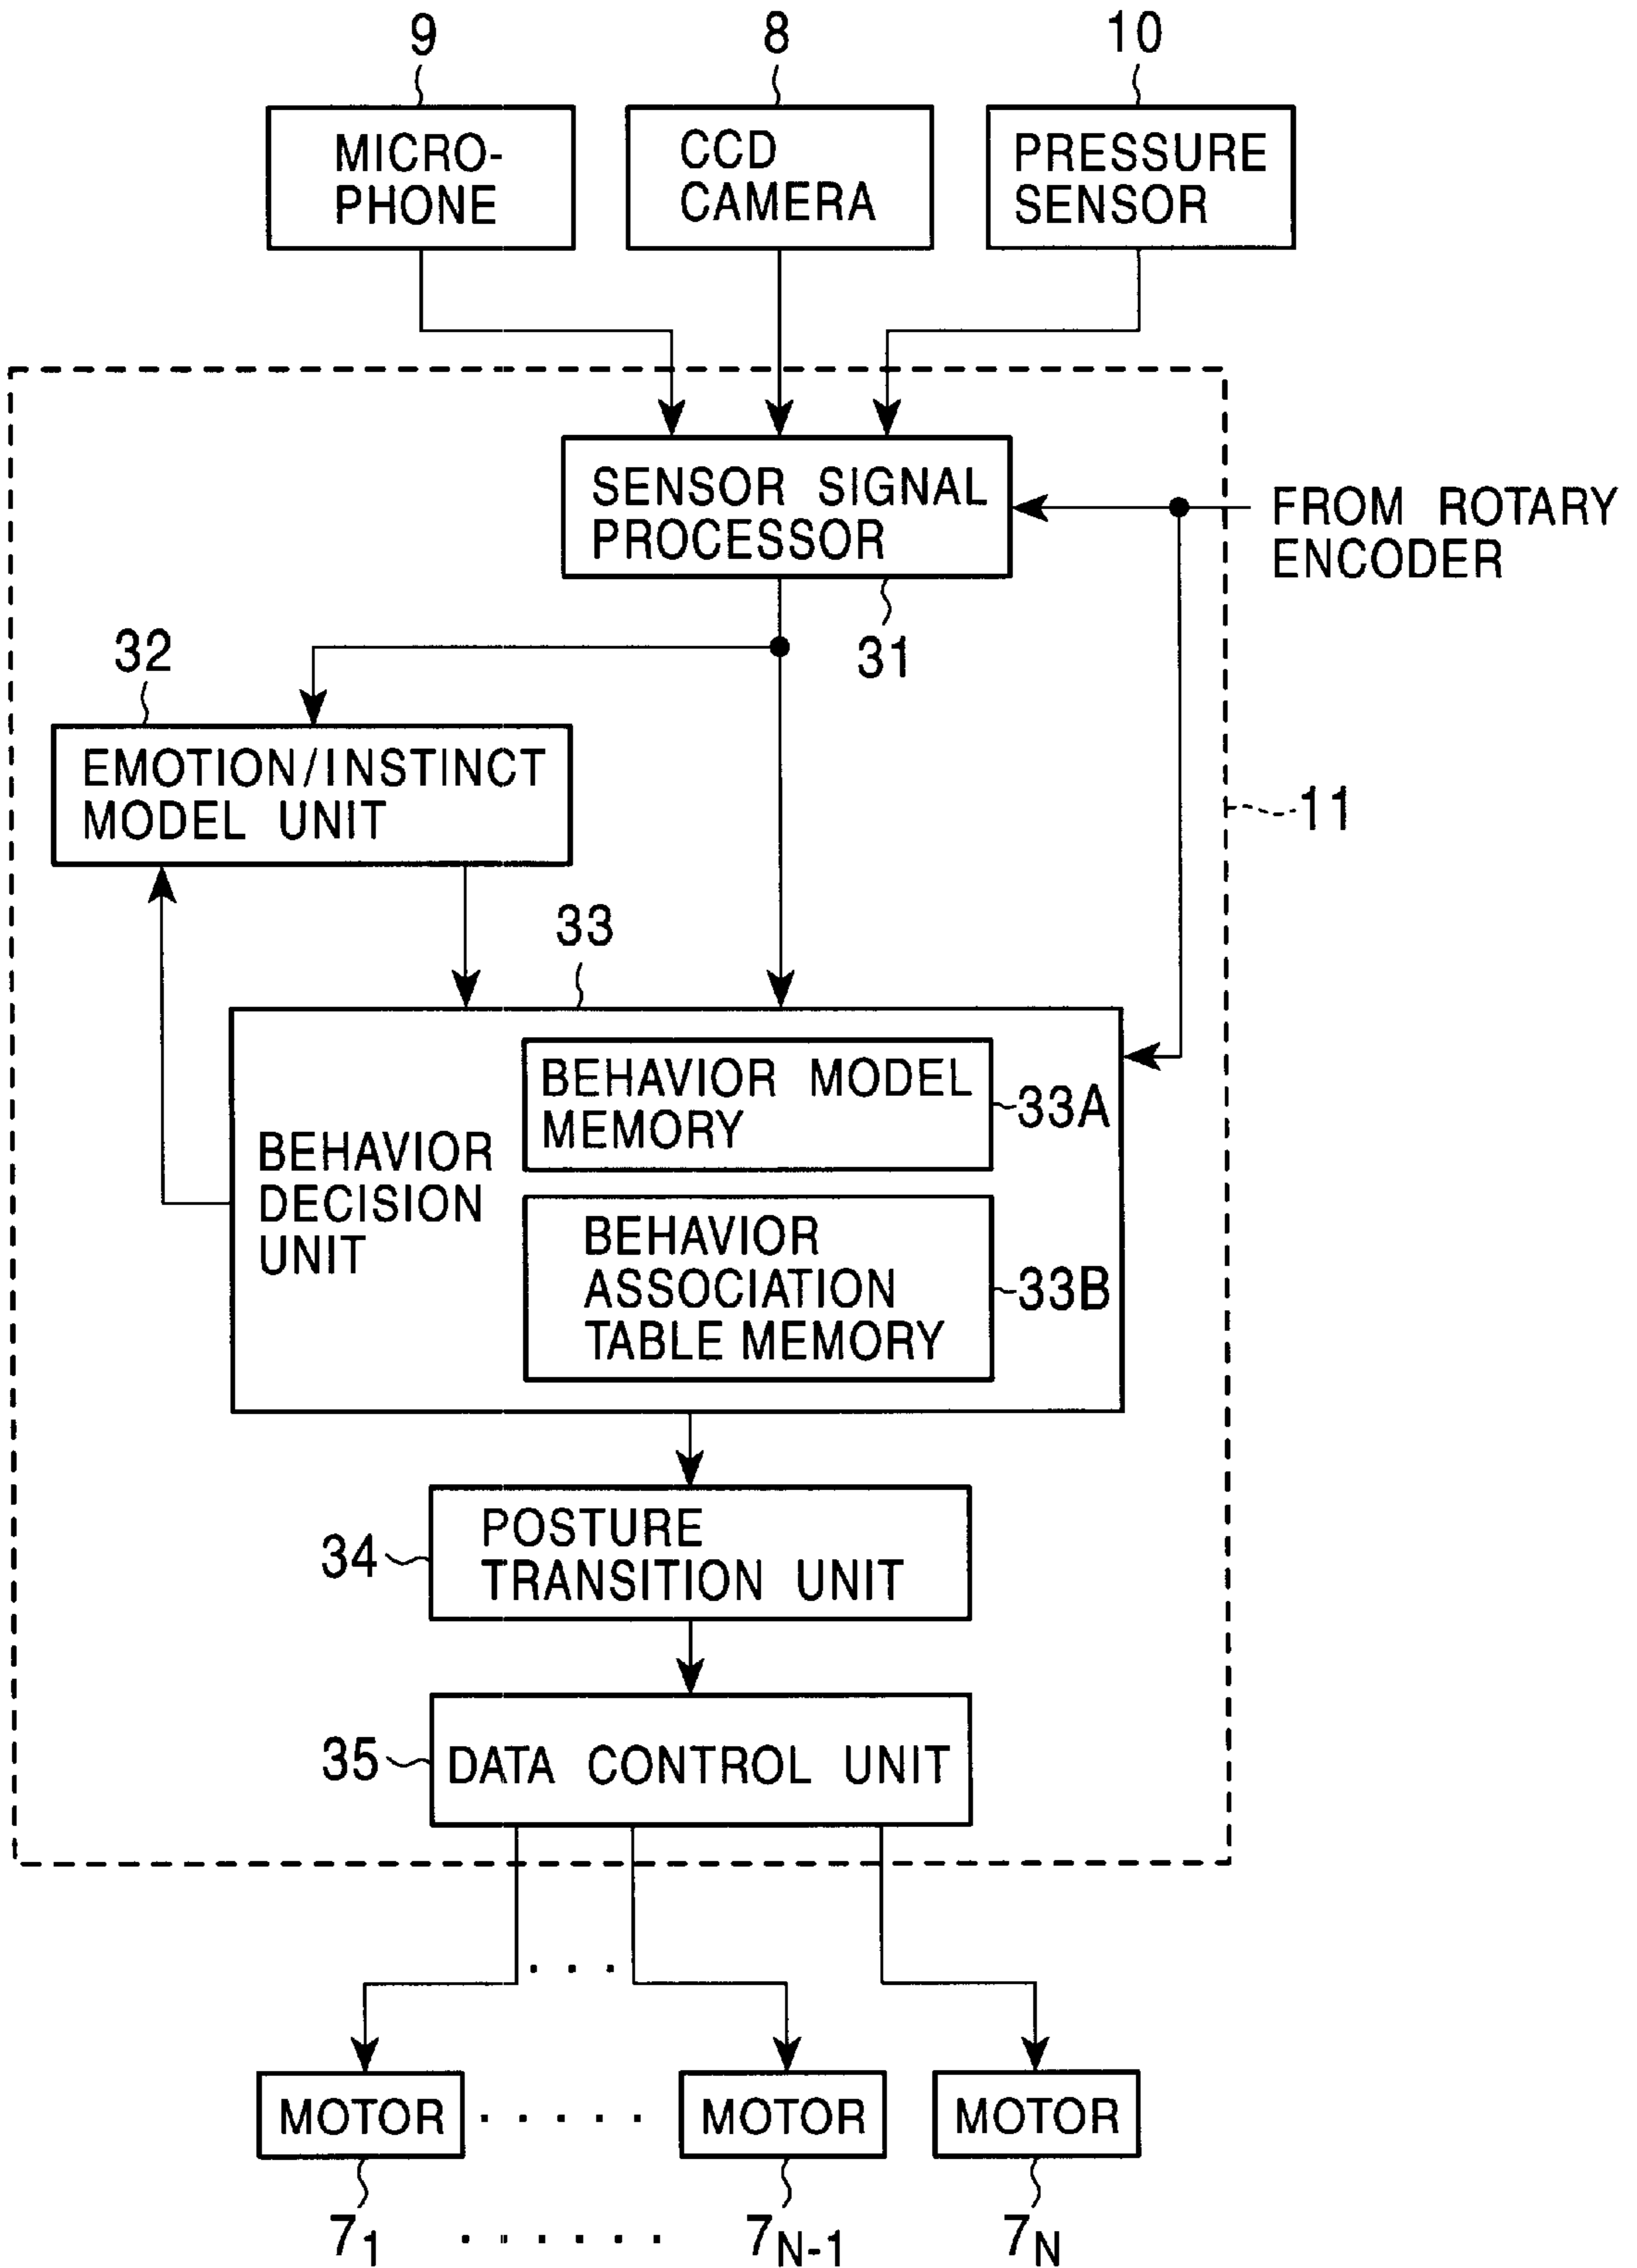 9
8
10
MICRO-
PHONE
CCD
CAMERA
PRESSURE
SENSOR
SENSOR SIGNAL
PROCESSOR
FROM ROTARY
ENCODER
31
32
EMOTION/INSTINCT
MODEL UNIT
11
33
BEHAVIOR
DECISION
UNIT
BEHAVIOR MODEL
MEMORY
33A
BEHAVIOR
ASSOCIATION
TABLE MEMORY
33B
34
POSTURE
TRANSITION UNIT
35
DATA CONTROL UNIT
. . .
MOTOR . . . . . MOTOR MOTOR
7₁ . . . . . . 7N-1 7N